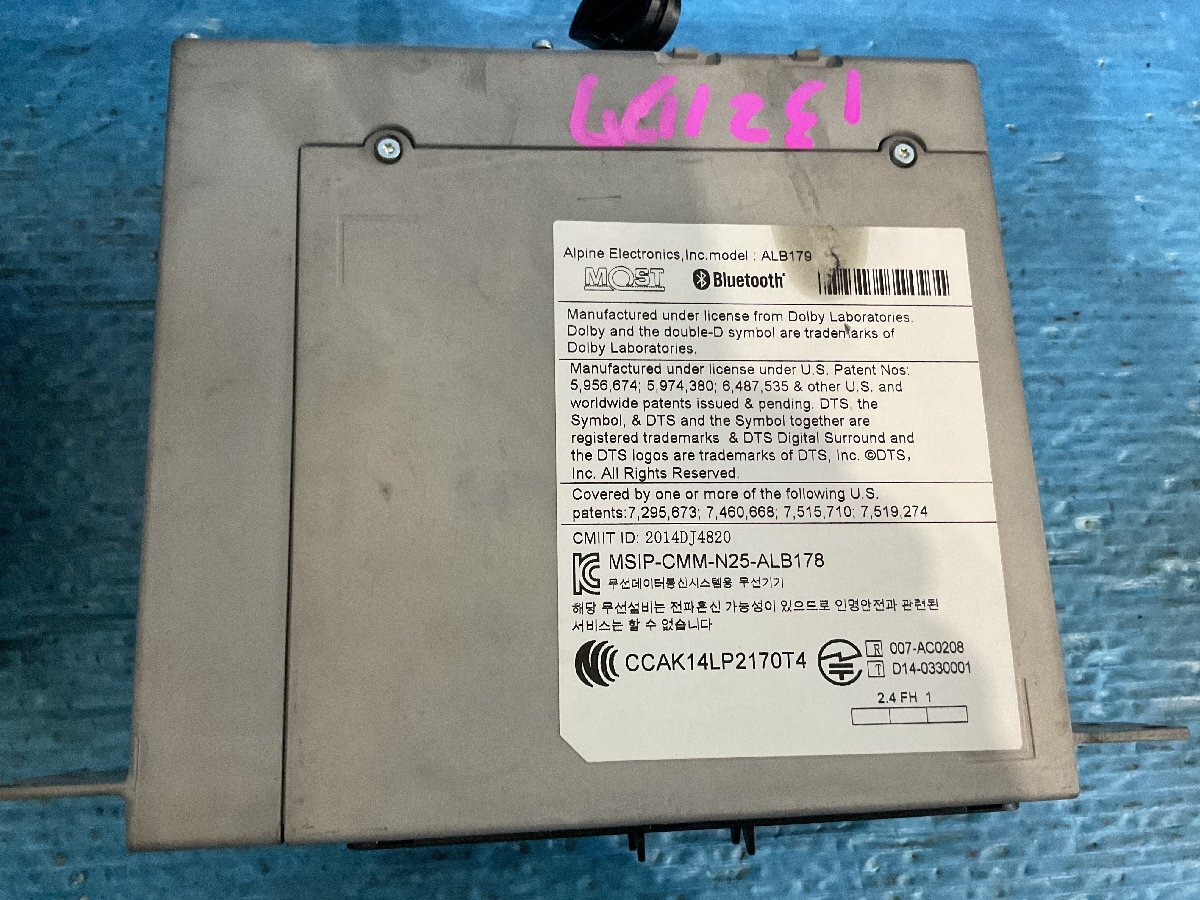 Alpine Electronics,Inc.model : ALB179
MOST Bluetooth
Manufactured under license from Dolby Laboratories.
Dolby and the double-D symbol are trademarks of
Dolby Laboratories.
Manufactured under license under U.S. Patent Nos:
5,956,674; 5,974,380; 6,487,535 & other U.S. and
worldwide patents issued & pending. DTS, the
Symbol, & DTS and the Symbol together are
registered trademarks & DTS Digital Surround and
the DTS logos are trademarks of DTS, Inc. ©DTS,
Inc. All Rights Reserved.
Covered by one or more of the following U.S.
patents:7,295,673; 7,460,668; 7,515,710; 7,519,274
CMIIT ID: 2014DJ4820
MSIP-CMM-N25-ALB178
무선데이터통신시스템용 무선기기
해당 무선설비는 전파혼신 가능성이 있으므로 인명안전과 관련된
서비스는 할 수 없습니다
CCAK14LP2170T4
R 007-AC0208
T D14-0330001
2.4 FH 1